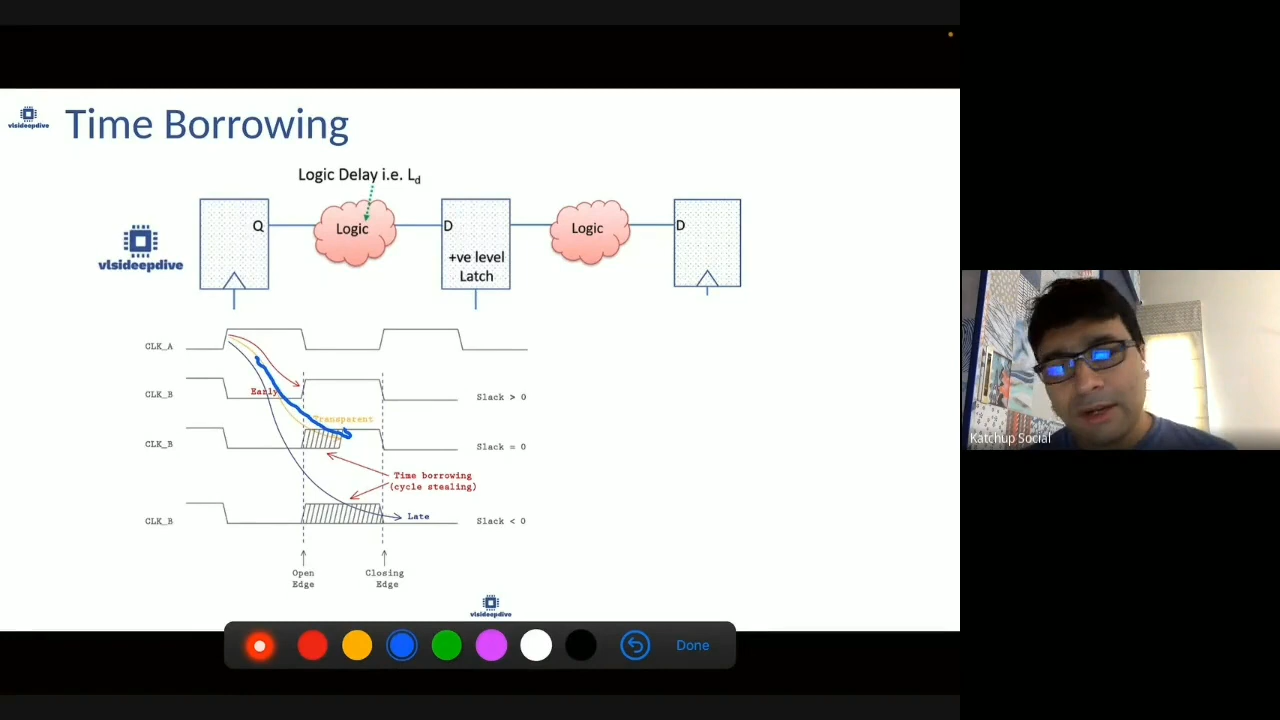 vlsideepdive
Time Borrowing
Logic Delay i.e. Ld
Q
Logic
D
+ve level
Latch
Logic
D
vlsideepdive
CLK_A
CLK_B
Early
Slack > 0
Transparent
CLK_B
Slack = 0
Time borrowing
(cycle stealing)
CLK_B
Late
Slack < 0
Open
Edge
Closing
Edge
vlsideepdive
Done
Katchup Social